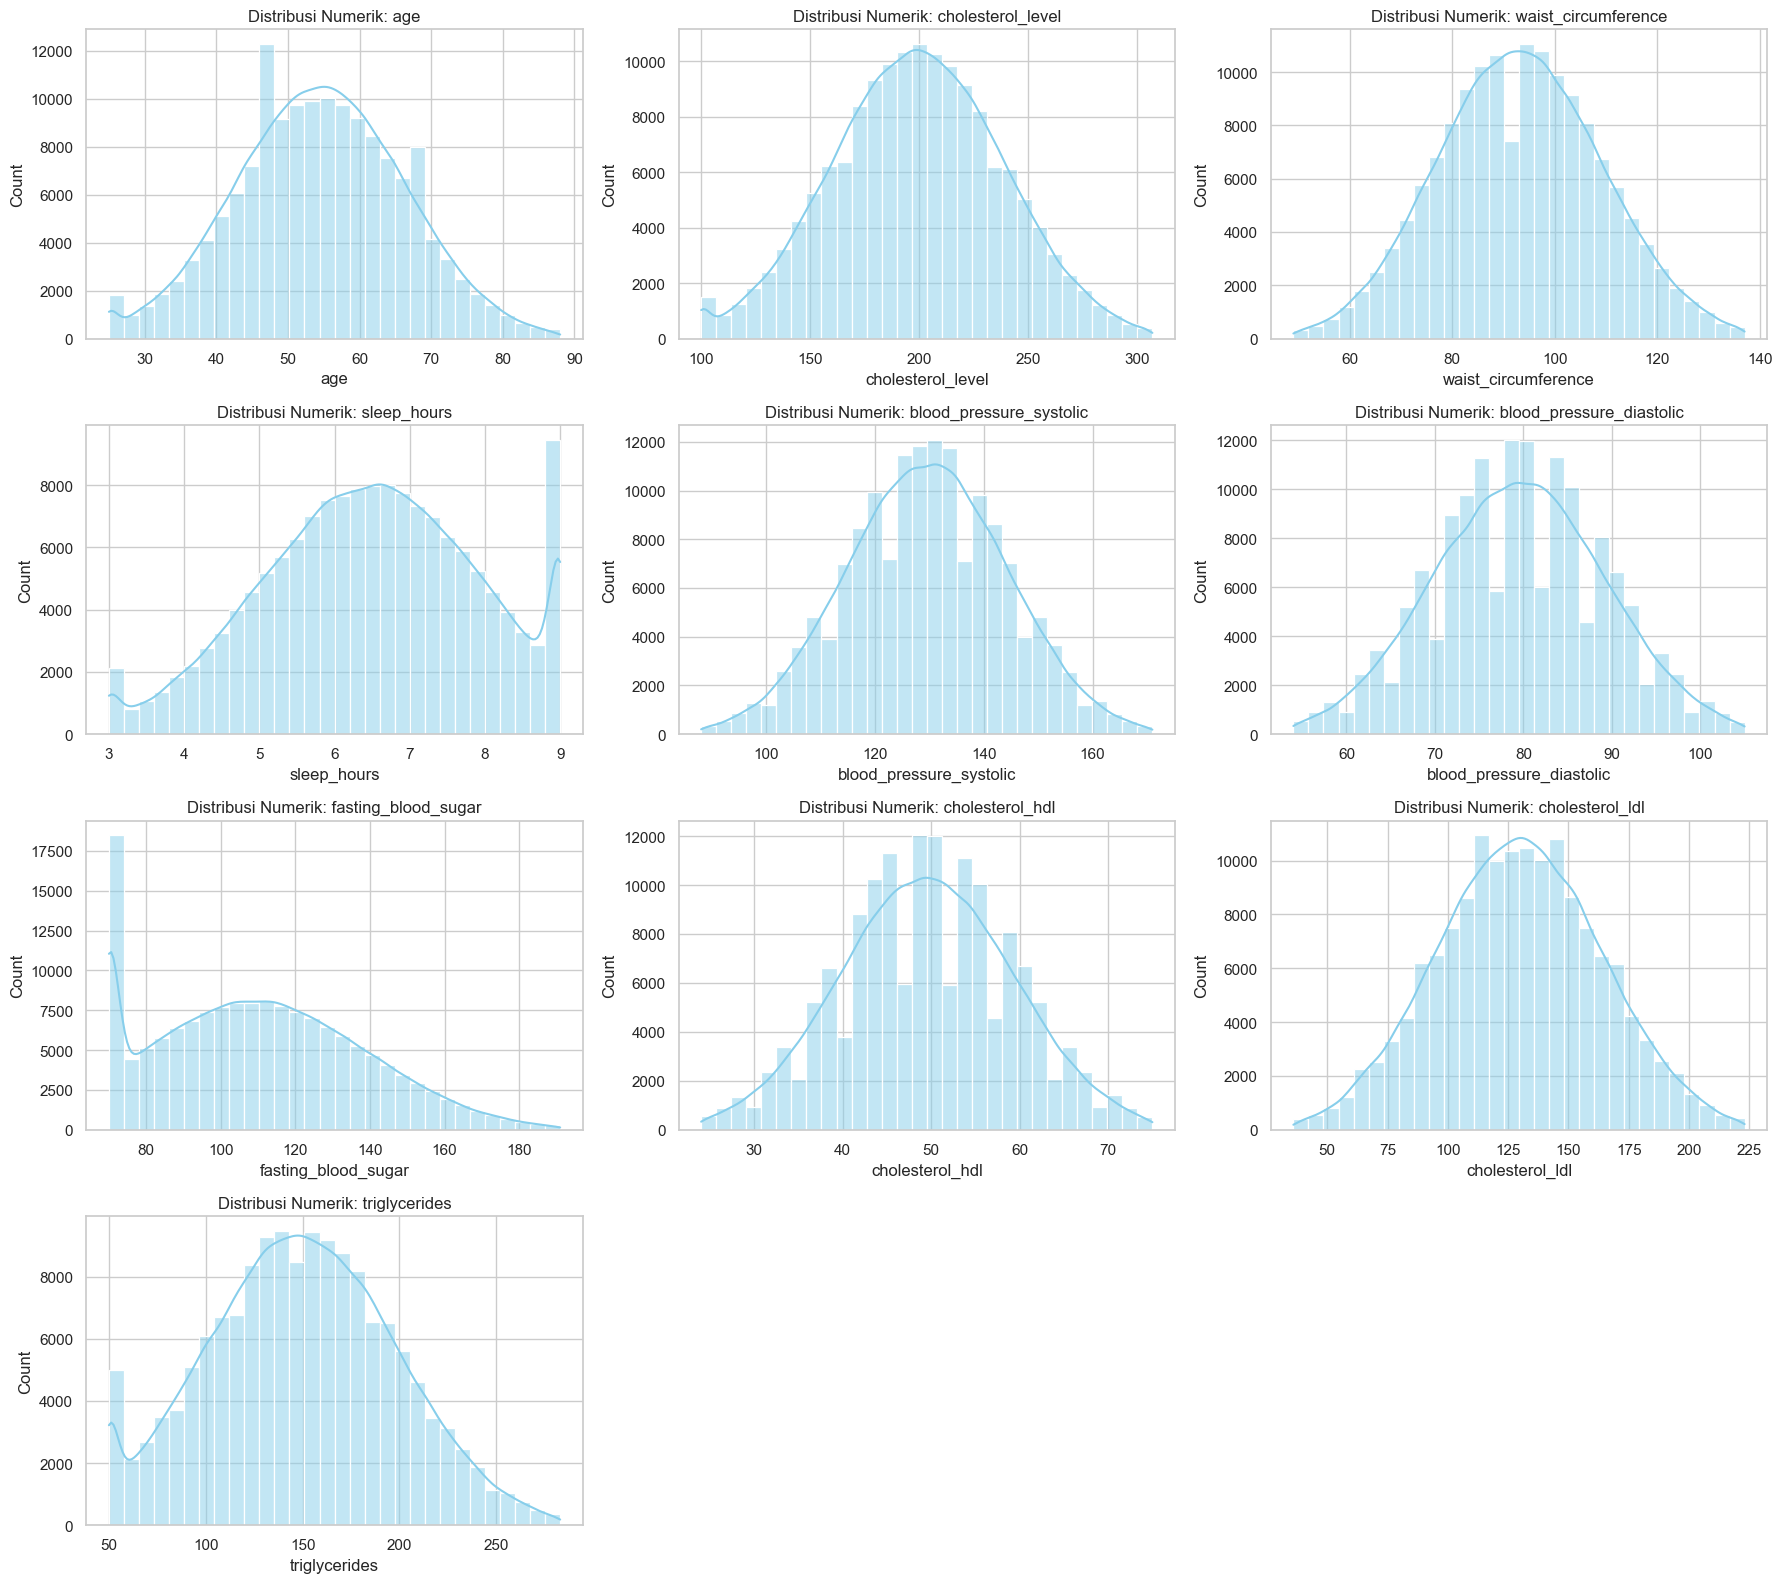 Distribusi Numerik: age
Count
12000
10000
8000
6000
4000
2000
0
30 40 50 60 70 80 90
age
Distribusi Numerik: cholesterol_level
Count
10000
8000
6000
4000
2000
0
100 150 200 250 300
cholesterol_level
Distribusi Numerik: waist_circumference
Count
10000
8000
6000
4000
2000
0
60 80 100 120 140
waist_circumference
Distribusi Numerik: sleep_hours
Count
8000
6000
4000
2000
0
3 4 5 6 7 8 9
sleep_hours
Distribusi Numerik: blood_pressure_systolic
Count
12000
10000
8000
6000
4000
2000
0
100 120 140 160
blood_pressure_systolic
Distribusi Numerik: blood_pressure_diastolic
Count
12000
10000
8000
6000
4000
2000
0
60 70 80 90 100
blood_pressure_diastolic
Distribusi Numerik: fasting_blood_sugar
Count
17500
15000
12500
10000
7500
5000
2500
0
80 100 120 140 160 180
fasting_blood_sugar
Distribusi Numerik: cholesterol_hdl
Count
12000
10000
8000
6000
4000
2000
0
30 40 50 60 70
cholesterol_hdl
Distribusi Numerik: cholesterol_ldl
Count
10000
8000
6000
4000
2000
0
50 75 100 125 150 175 200 225
cholesterol_ldl
Distribusi Numerik: triglycerides
Count
8000
6000
4000
2000
0
50 100 150 200 250
triglycerides